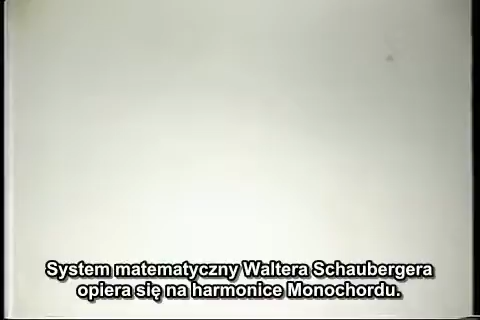 System matematyczny Waltera Schaubergera
opiera się na harmonice Monochordu.